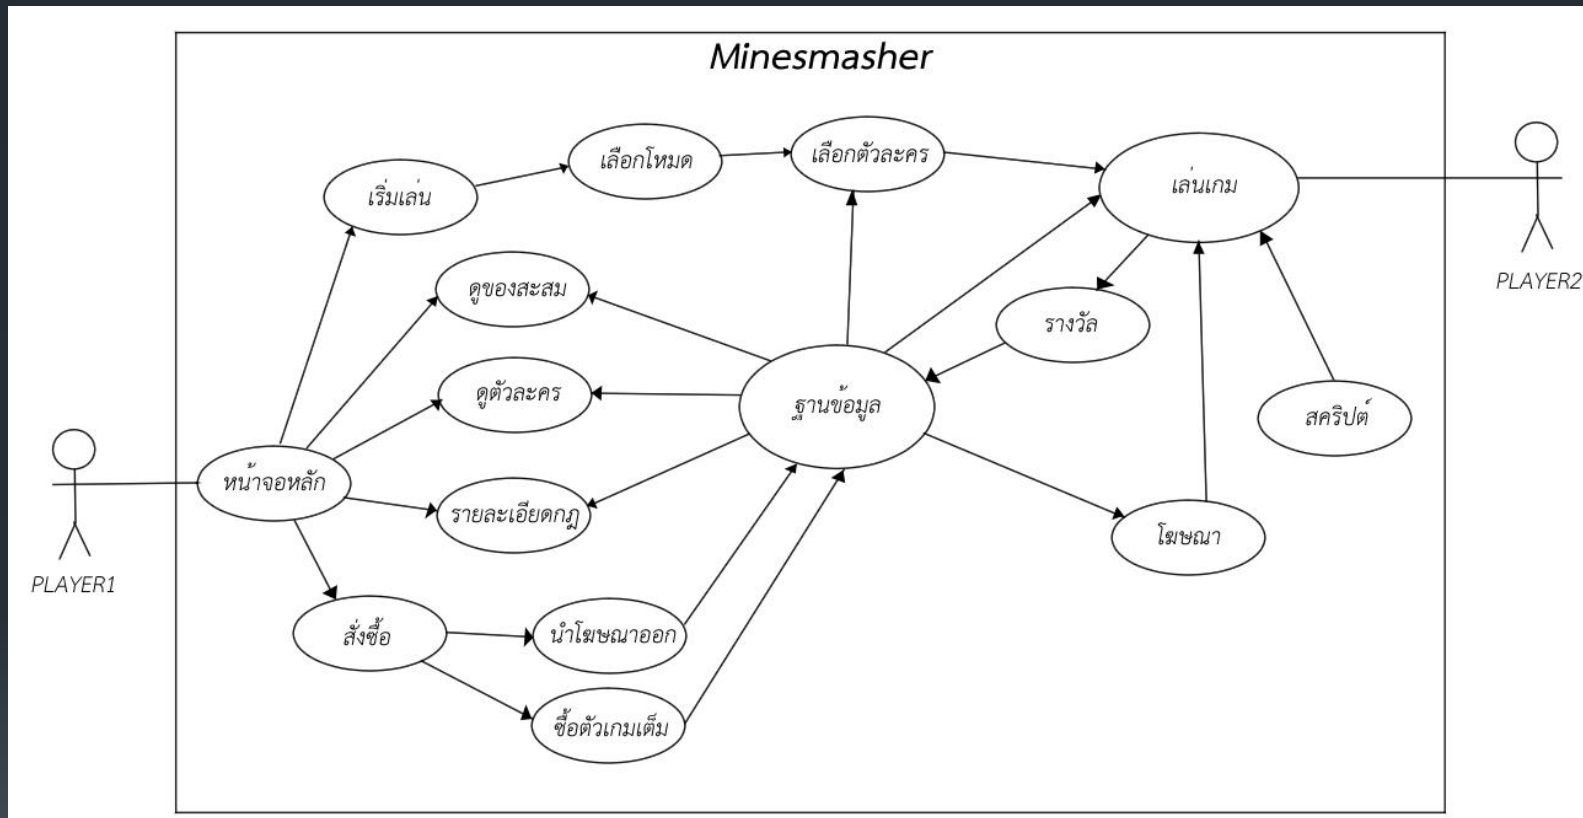 Minesmasher
เริ่มเล่น
เลือกโหมด
เลือกตัวละคร
เล่นเกม
PLAYER2
ดูของสะสม
รางวัล
ดูตัวละคร
ฐานข้อมูล
สคริปต์
หน้าจอหลัก
รายละเอียดกฎ
โฆษณา
PLAYER1
สั่งซื้อ
นำโฆษณาออก
ซื้อตัวเกมเต็ม